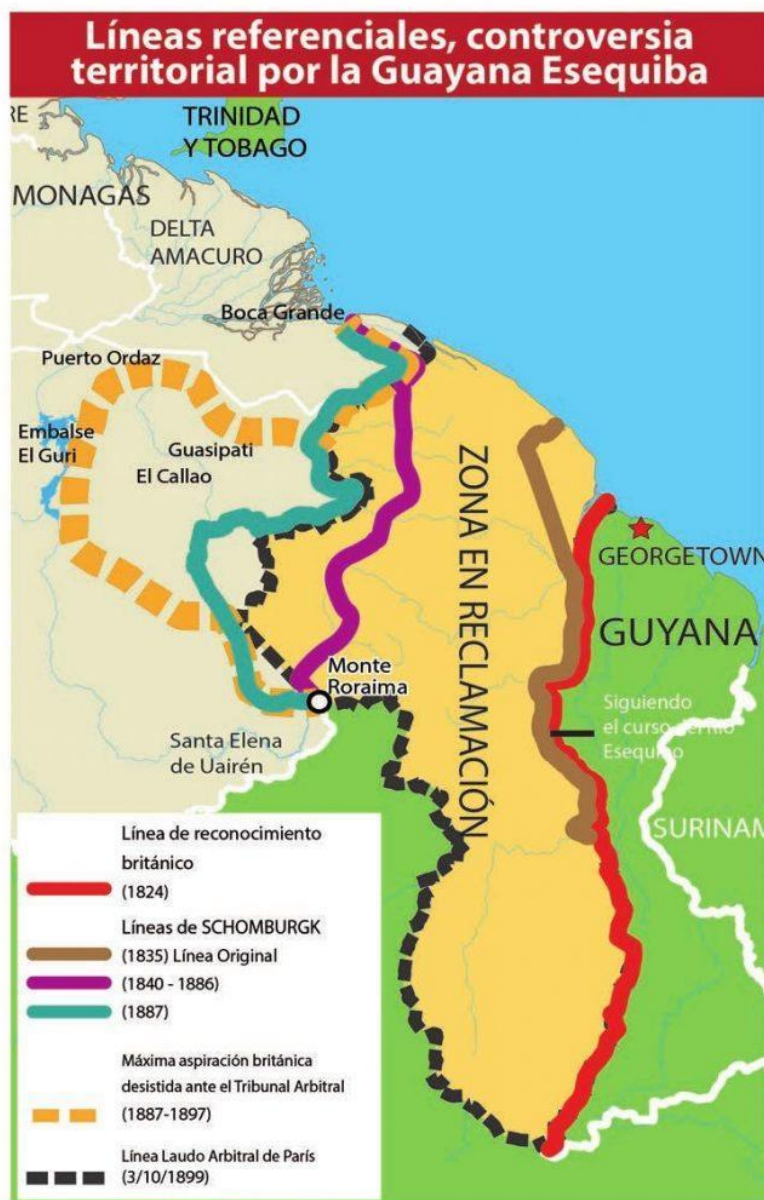 Líneas referenciales, controversia
territorial por la Guayana Esequiba
RE
TRINIDAD
Y TOBAGO
MONAGAS
DELTA
AMACURO
Boca Grande
Puerto Ordaz
Embalse
El Guri
Guasipati
El Callao
ZONA EN RECLAMACIÓN
GEORGETOWN
GUYANA
Monte
Roraima
Siguiendo
el curso del Río
Esequibo
Santa Elena
de Uairén
SURINAM
Línea de reconocimiento
británico
(1824)
Líneas de SCHOMBURGK
(1835) Línea Original
(1840 - 1886)
(1887)
Máxima aspiración británica
desistida ante el Tribunal Arbitral
(1887-1897)
Línea Laudo Arbitral de París
(3/10/1899)